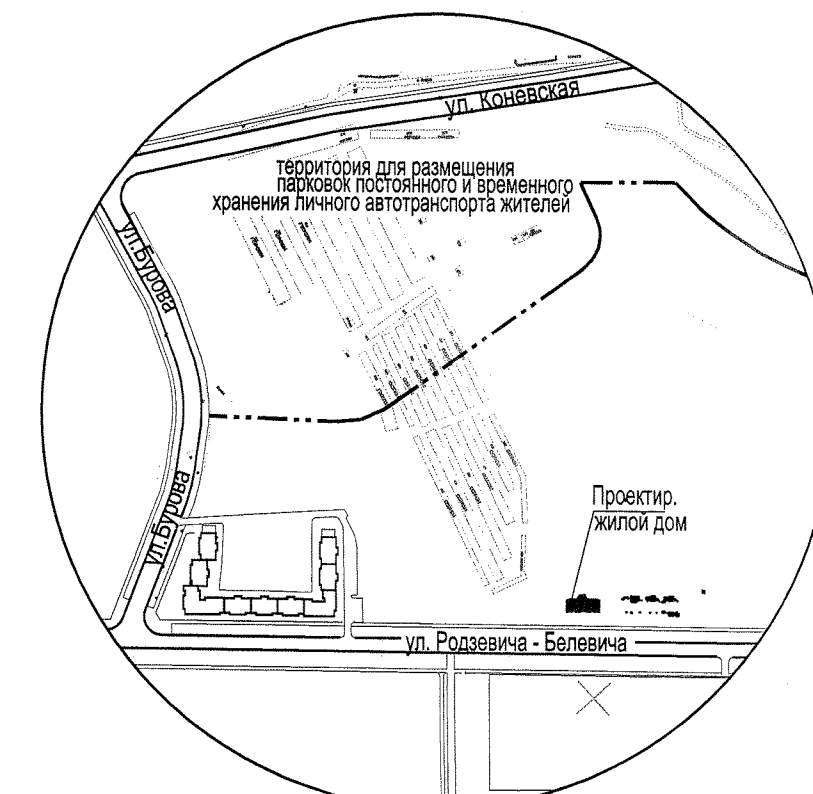 ул. Коневская
территория для размещения
парковок постоянного и временного
хранения личного автотранспорта жителей
ул.Бурова
ул.Бурова
Проектир.
жилой дом
ул. Родзевича - Белевича